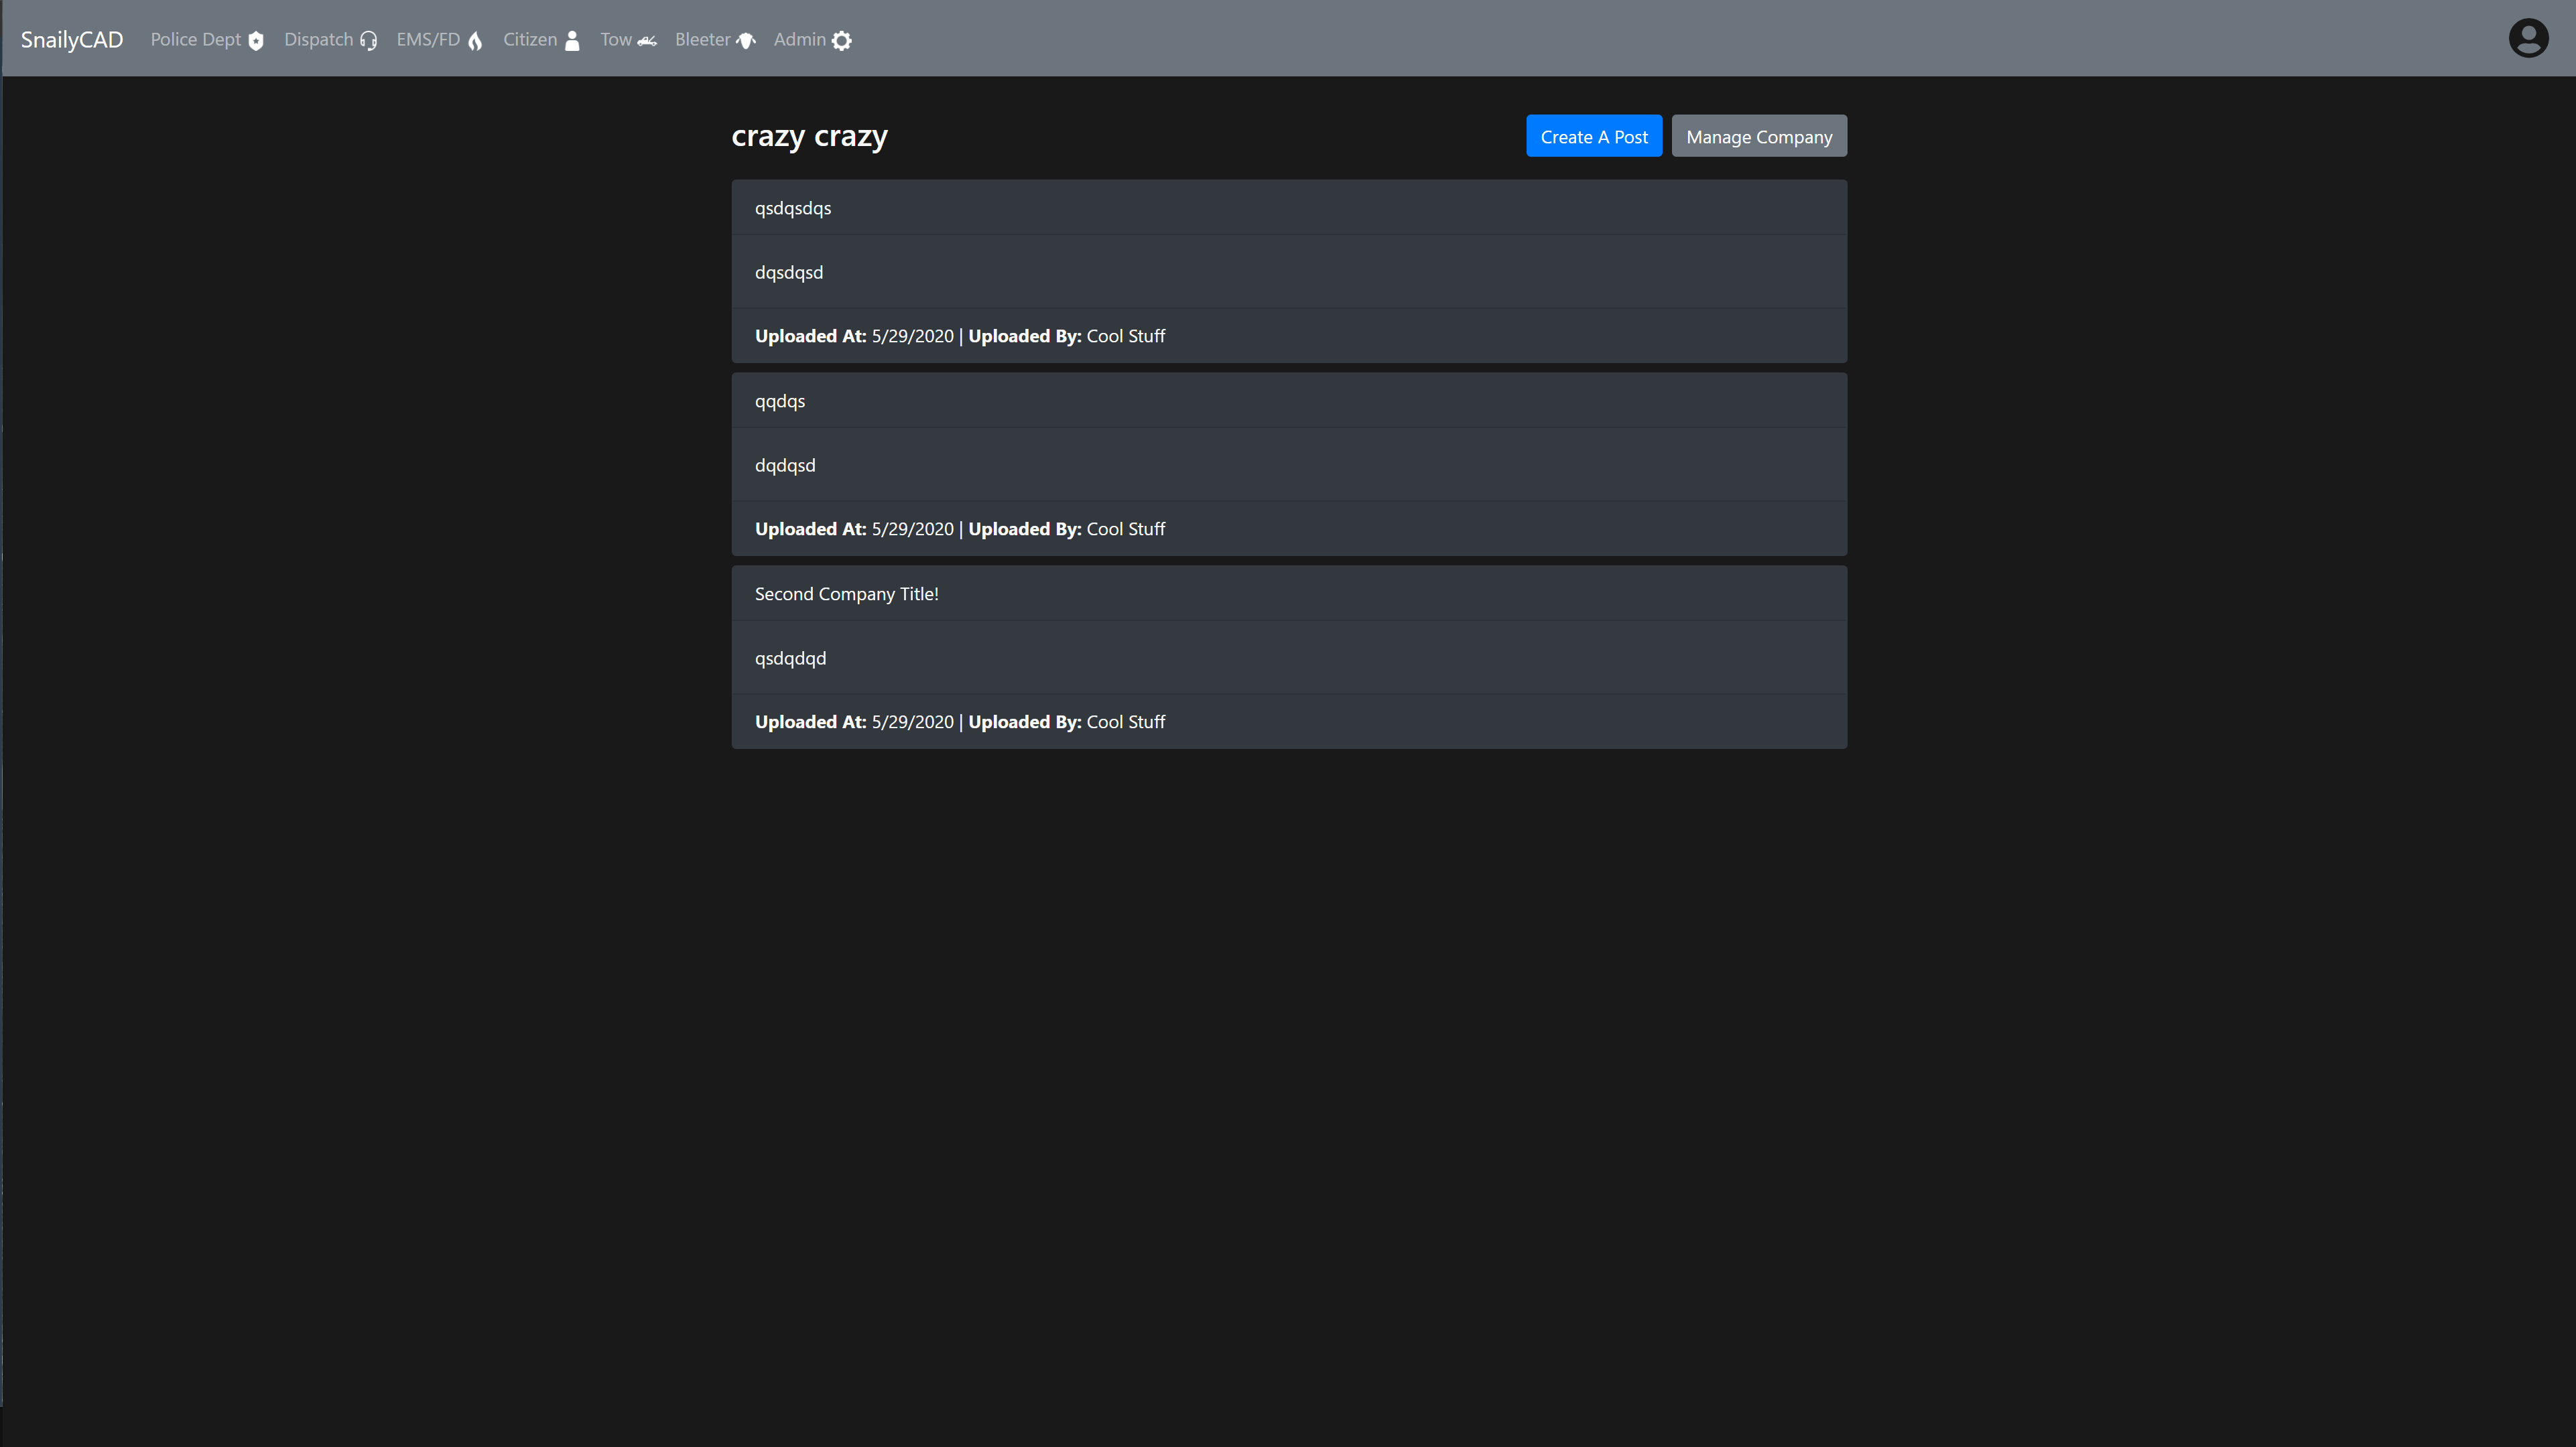 SnailyCAD Police Dept Dispatch EMS/FD Citizen Tow Bleeter Admin
crazy crazy Create A Post Manage Company
qsdqsdqs
dqsdqsd
Uploaded At: 5/29/2020 | Uploaded By: Cool Stuff
qqdqs
dqdqsd
Uploaded At: 5/29/2020 | Uploaded By: Cool Stuff
Second Company Title!
qsdqdqd
Uploaded At: 5/29/2020 | Uploaded By: Cool Stuff